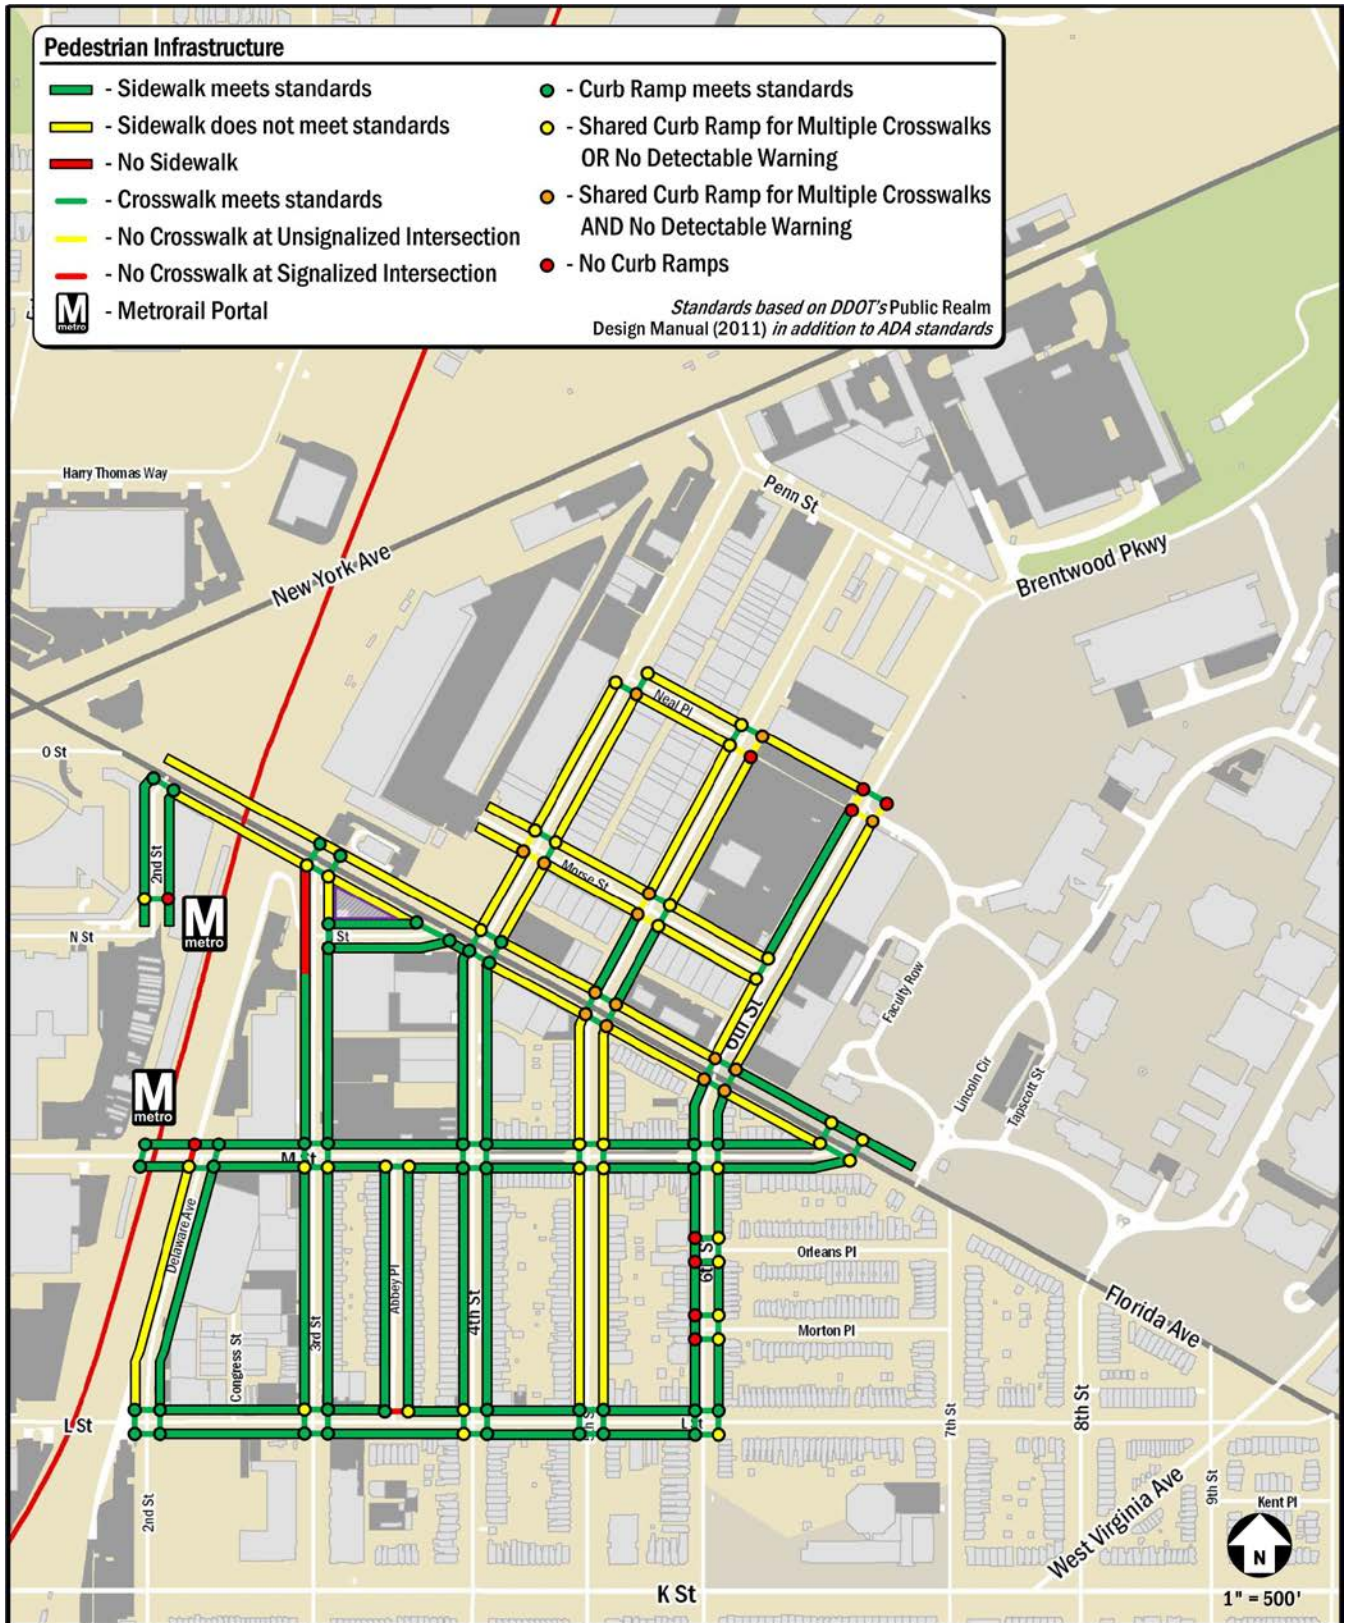 Pedestrian Infrastructure
- Sidewalk meets standards
- Sidewalk does not meet standards
- No Sidewalk
- Crosswalk meets standards
- No Crosswalk at Unsignalized Intersection
- No Crosswalk at Signalized Intersection
M
metro
- Metrorail Portal
- Curb Ramp meets standards
- Shared Curb Ramp for Multiple Crosswalks
OR No Detectable Warning
- Shared Curb Ramp for Multiple Crosswalks
AND No Detectable Warning
- No Curb Ramps
Standards based on DDOT's Public Realm
Design Manual (2011) in addition to ADA standards
Harry Thomas Way
New York Ave
Penn St
Brentwood Pkwy
Neal Pl
O St
2nd St
Morse St
M
metro
N St
St
Faculty Row
6th St
Lincoln Cir
Tapscott St
M
metro
M St
Delaware Ave
Orleans Pl
6th S
Abbey Pl
4th St
3rd St
Congress St
Morton Pl
Florida Ave
L St
L St
7th St
8th St
2nd St
West Virginia Ave
9th St
Kent Pl
N
K St
1" = 500'